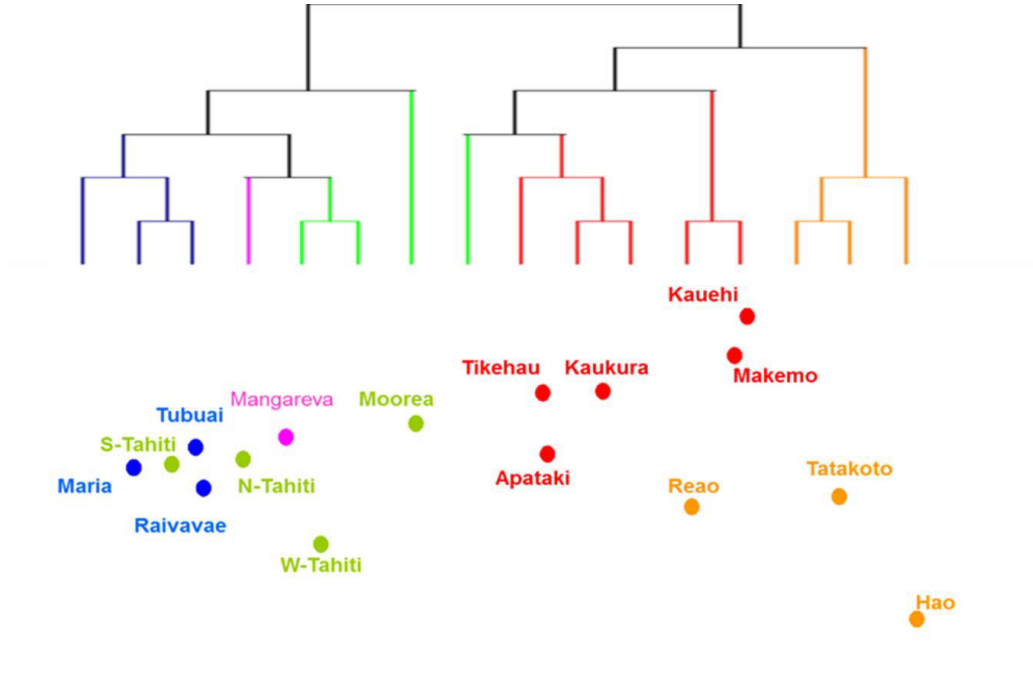 Kauehi
Tikehau
Kaukura
Makemo
Mangareva
Moorea
Tubuai
S-Tahiti
Maria
N-Tahiti
Apataki
Reao
Tatakoto
Raivavae
W-Tahiti
Hao